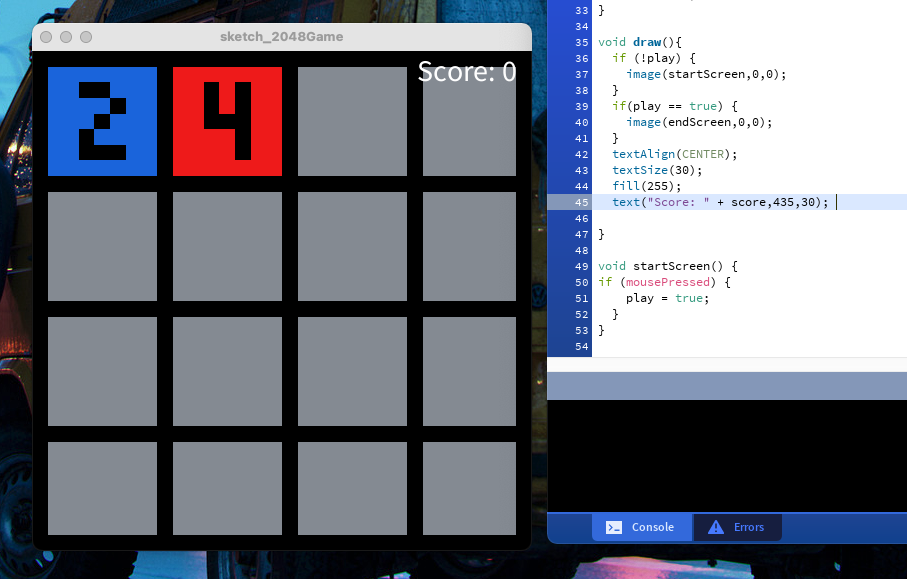 sketch_2048Game
Score: 0
2 4
33 }
34
35 void draw(){
36 if (!play) {
37 image(startScreen,0,0);
38 }
39 if(play == true) {
40 image(endScreen,0,0);
41 }
42 textAlign(CENTER);
43 textSize(30);
44 fill(255);
45 text("Score: " + score,435,30);
46
47 }
48
49 void startScreen() {
50 if (mousePressed) {
51 play = true;
52 }
53 }
54
Console
Errors